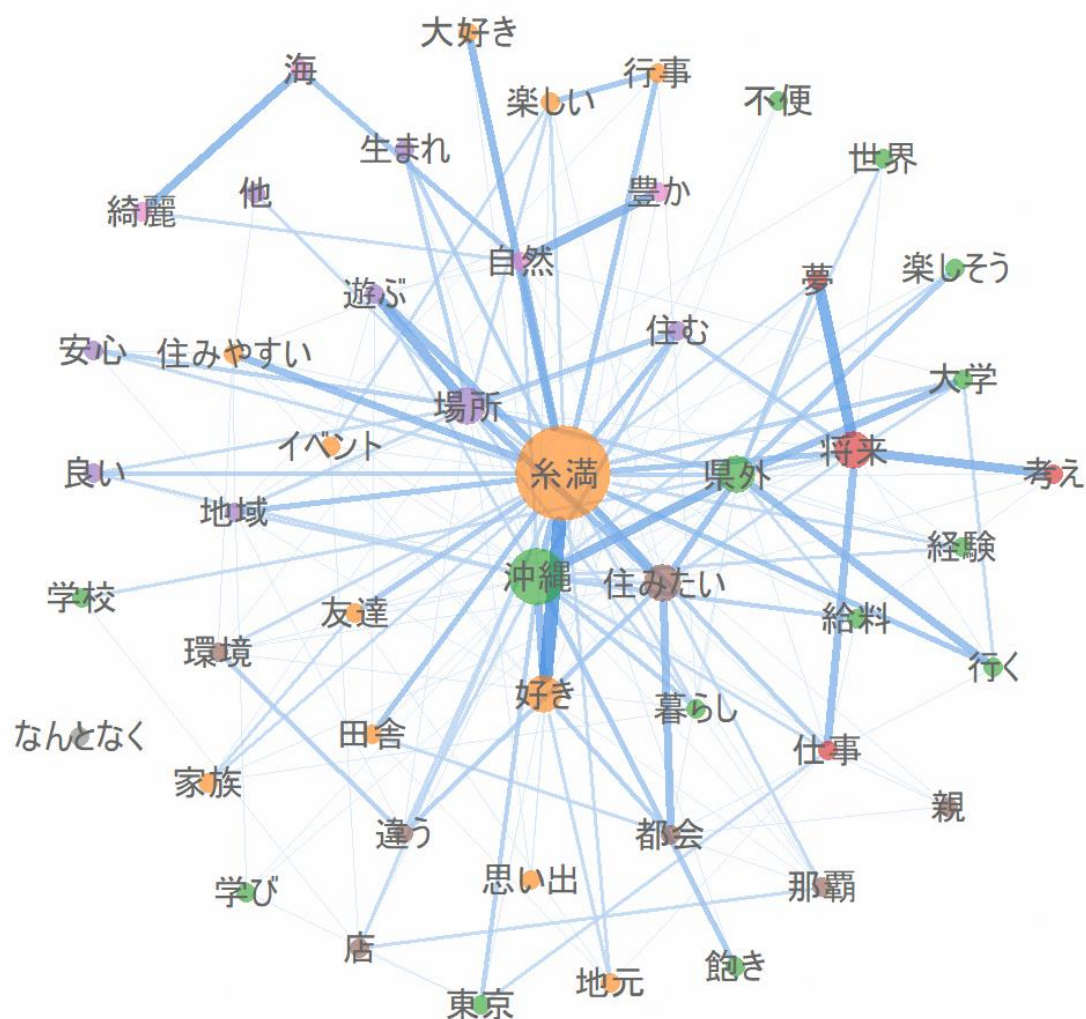 大好き
海
行事
楽しい
不便
生まれ
世界
他
綺麗
豊か
自然
楽しそう
夢
遊ぶ
住む
安心
住みやすい
大学
場所
イベント
将来
糸満
県外
良い
考え
地域
経験
沖縄
住みたい
学校
友達
給料
環境
行く
好き
暮らし
なんとなく
田舎
仕事
家族
違う
都会
親
思い出
学び
那覇
店
飽き
地元
東京